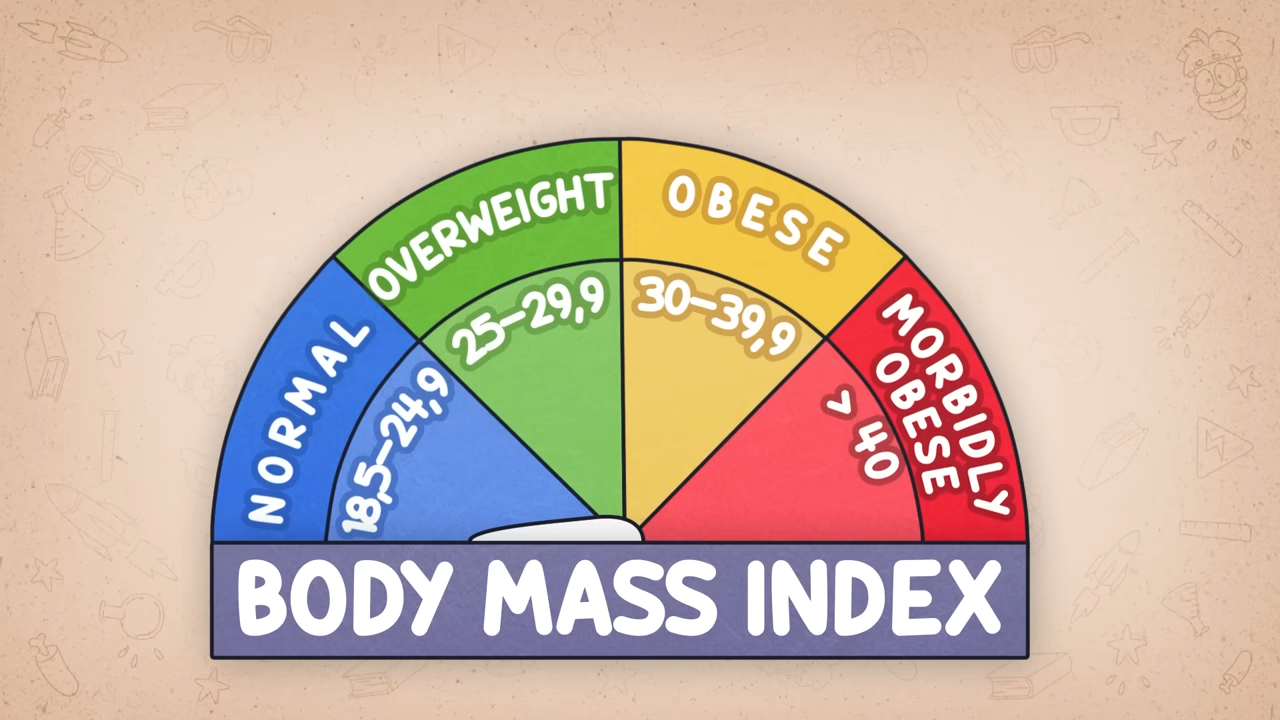 NORMAL
18,5–24,9
OVERWEIGHT
25–29,9
OBESE
30–39,9
MORBIDLY
OBESE
> 40
BODY MASS INDEX